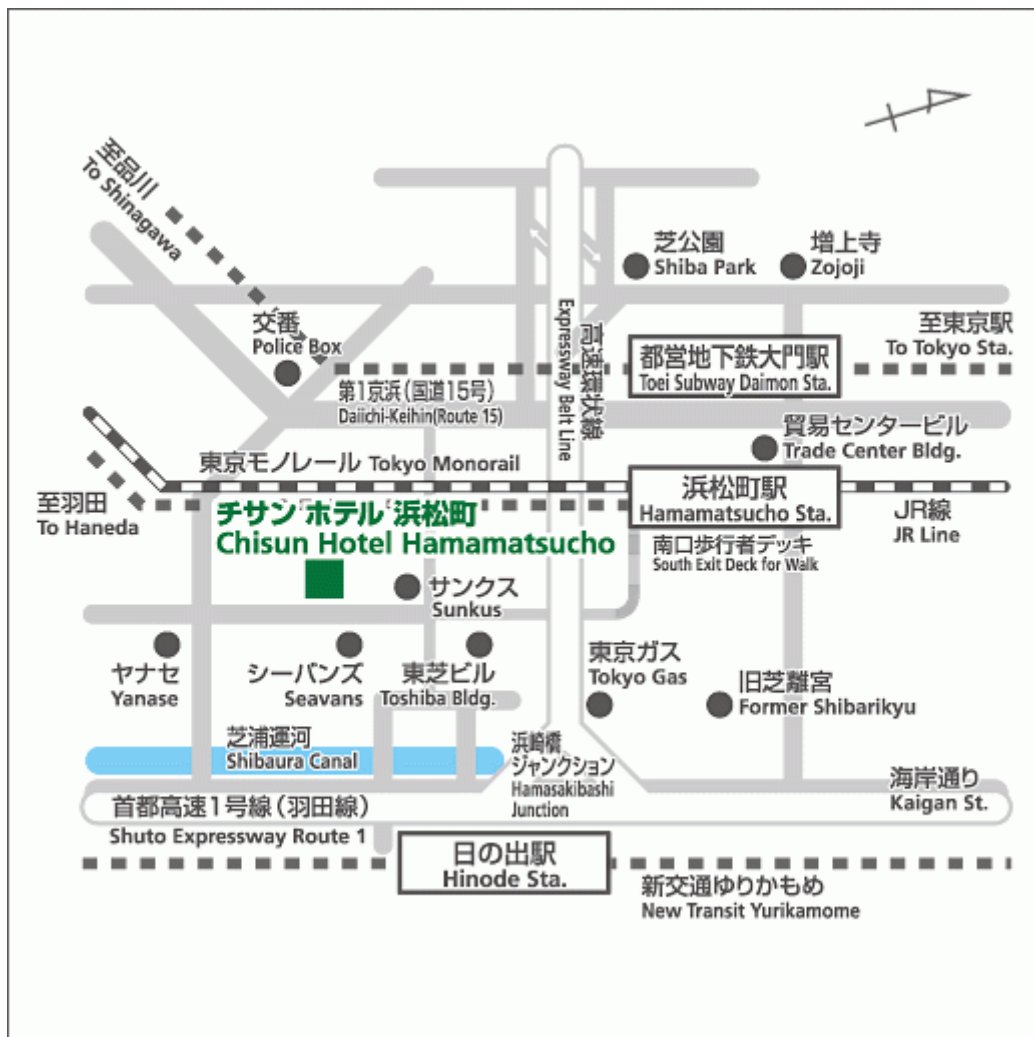 至品川
To Shinagawa
芝公園
Shiba Park
増上寺
Zojoji
交番
Police Box
高速環状線
Expressway Belt Line
至東京駅
To Tokyo Sta.
都営地下鉄大門駅
Toei Subway Daimon Sta.
第1京浜(国道15号)
Daiichi-Keihin(Route 15)
貿易センタービル
Trade Center Bldg.
東京モノレール Tokyo Monorail
浜松町駅
Hamamatsucho Sta.
至羽田
To Haneda
JR線
JR Line
チサン ホテル 浜松町
Chisun Hotel Hamamatsucho
南口歩行者デッキ
South Exit Deck for Walk
サンクス
Sunkus
ヤナセ
Yanase
シーバンズ
Seavans
東芝ビル
Toshiba Bldg.
東京ガス
Tokyo Gas
旧芝離宮
Former Shibarikyu
芝浦運河
Shibaura Canal
浜崎橋
ジャンクション
Hamasakibashi
Junction
海岸通り
Kaigan St.
首都高速1号線(羽田線)
Shuto Expressway Route 1
日の出駅
Hinode Sta.
新交通ゆりかもめ
New Transit Yurikamome